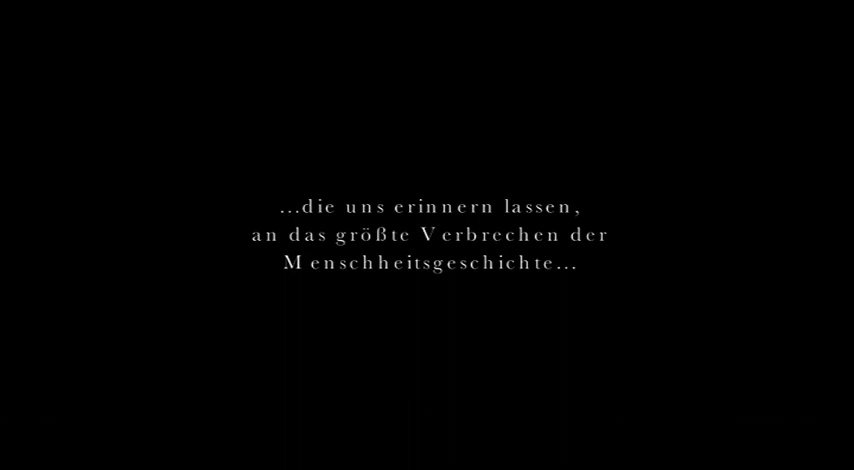 ...die uns erinnern lassen,
an das größte Verbrechen der
Menschheitsgeschichte...